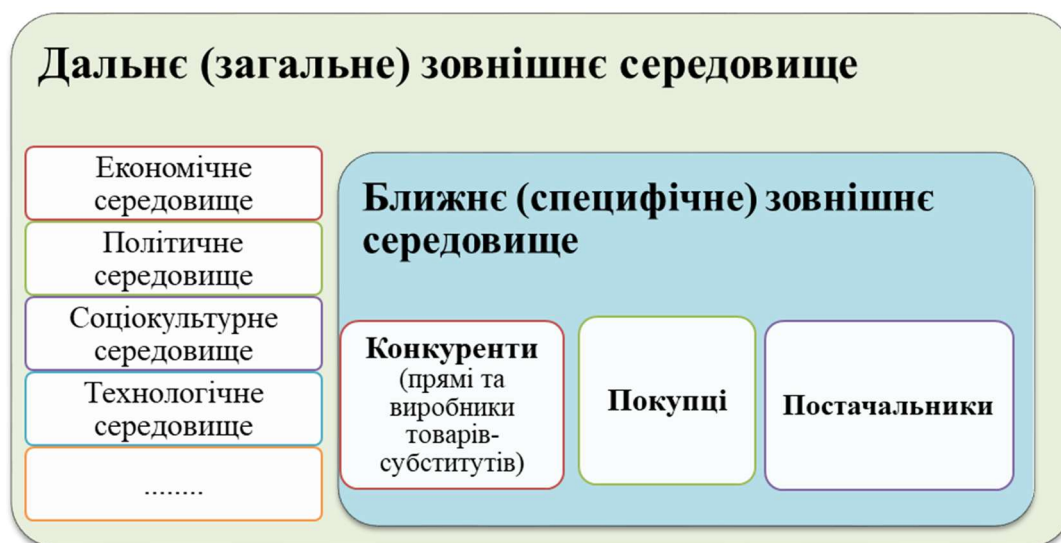 Дальнє (загальне) зовнішнє середовище
Економічне
середовище
Політичне
середовище
Соціокультурне
середовище
Технологічне
середовище
........
Ближнє (специфічне) зовнішнє
середовище
Конкуренти
(прямі та
виробники
товарів-
субститутів)
Покупці
Постачальники